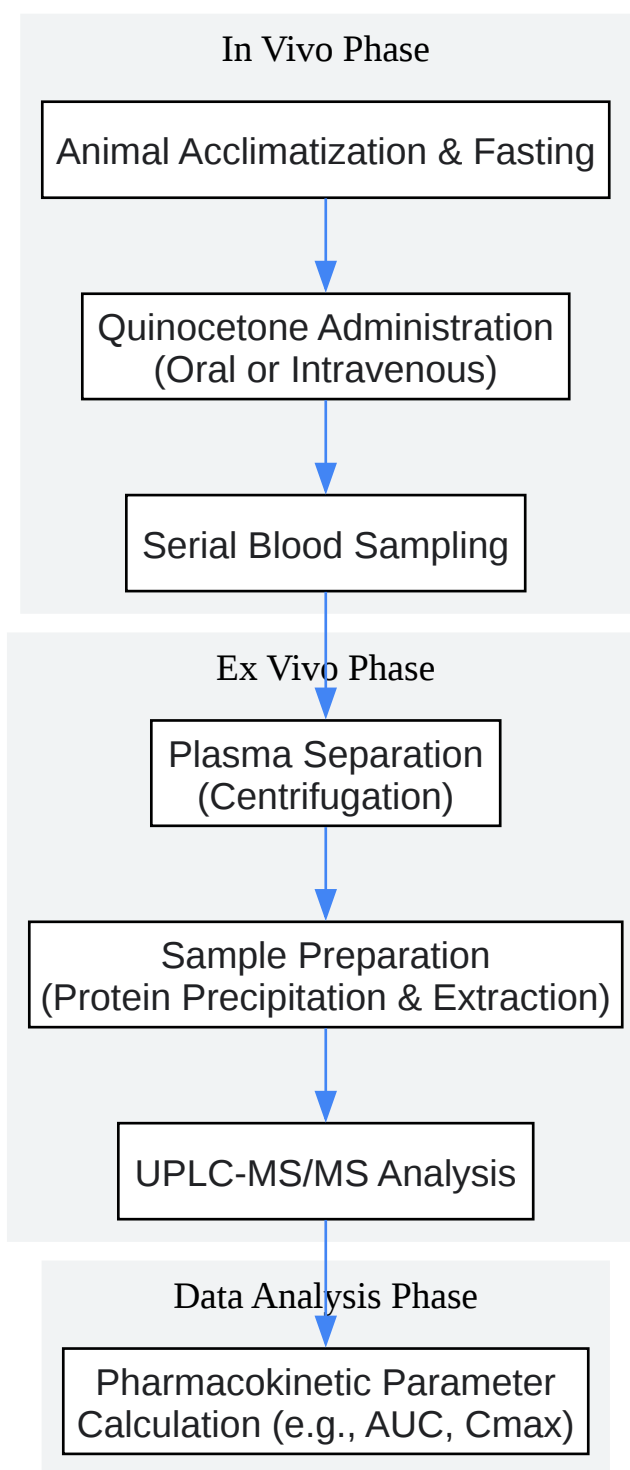 In Vivo Phase
Animal Acclimatization & Fasting
Quinocetone Administration
(Oral or Intravenous)
Serial Blood Sampling
Ex Vivo Phase
Plasma Separation
(Centrifugation)
Sample Preparation
(Protein Precipitation & Extraction)
UPLC-MS/MS Analysis
Data Analysis Phase
Pharmacokinetic Parameter
Calculation (e.g., AUC, Cmax)